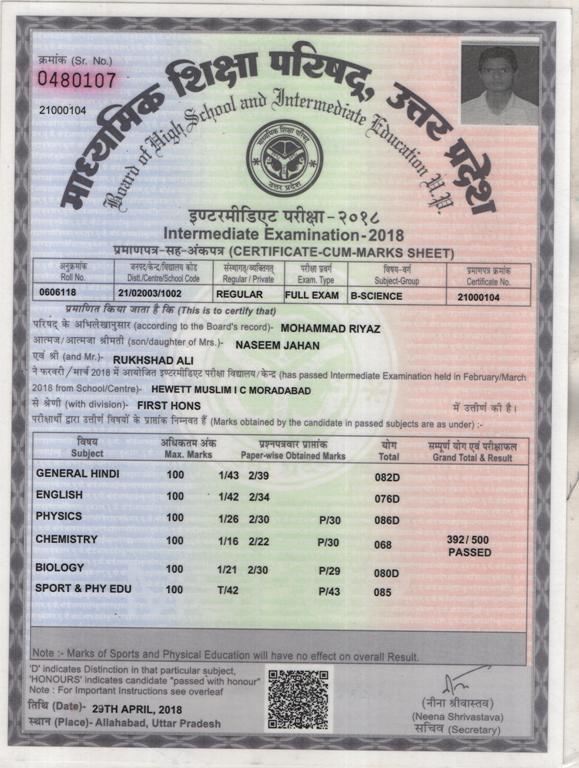 क्रमांक (Sr. No.)
0480107
21000104
माध्यमिक शिक्षा परिषद्, उत्तर प्रदेश
Board of High School and Intermediate Education U.P.
माध्यमिक शिक्षा परिषद्
उत्तर प्रदेश
इण्टरमीडिएट परीक्षा - २०१८
Intermediate Examination - 2018
प्रमाणपत्र-सह-अंकपत्र (CERTIFICATE-CUM-MARKS SHEET)
अनुक्रमांक जनपद/केन्द्र/विद्यालय कोड संस्थागत/व्यक्तिगत परीक्षा प्रवर्ग विषय-वर्ग प्रमाणपत्र क्रमांक
Roll No. Distt./Centre/School Code Regular / Private Exam. Type Subject-Group Certificate No.
0606118 21/02003/1002 REGULAR FULL EXAM B-SCIENCE 21000104
प्रमाणित किया जाता है कि (This is to certify that)
परिषद् के अभिलेखानुसार (according to the Board's record)- MOHAMMAD RIYAZ
आत्मज/आत्मजा श्रीमती (son/daughter of Mrs.)- NASEEM JAHAN
एवं श्री (and Mr.)- RUKHSHAD ALI
ने फरवरी / मार्च 2018 में आयोजित इण्टरमीडिएट परीक्षा विद्यालय / केन्द्र (has passed Intermediate Examination held in February/March
2018 from School/Centre)- HEWETT MUSLIM I C MORADABAD
से श्रेणी (with division)- FIRST HONS में उत्तीर्ण की है।
परीक्षार्थी द्वारा उत्तीर्ण विषयों के प्राप्तांक निम्नवत हैं (Marks obtained by the candidate in passed subjects are as under) :-
विषय अधिकतम अंक प्रश्नपत्रवार प्राप्तांक योग सम्पूर्ण योग एवं परीक्षाफल
Subject Max. Marks Paper-wise Obtained Marks Total Grand Total & Result
GENERAL HINDI 100 1/43 2/39 082D
ENGLISH 100 1/42 2/34 076D
PHYSICS 100 1/26 2/30 P/30 086D
CHEMISTRY 100 1/16 2/22 P/30 068 392/ 500
PASSED
BIOLOGY 100 1/21 2/30 P/29 080D
SPORT & PHY EDU 100 T/42 P/43 085
Note :- Marks of Sports and Physical Education will have no effect on overall Result.
'D' indicates Distinction in that particular subject,
'HONOURS' indicates candidate "passed with honour"
Note : For Important Instructions see overleaf
तिथि (Date)- 29TH APRIL, 2018
स्थान (Place)- Allahabad, Uttar Pradesh
(नीना श्रीवास्तव)
(Neena Shrivastava)
सचिव (Secretary)